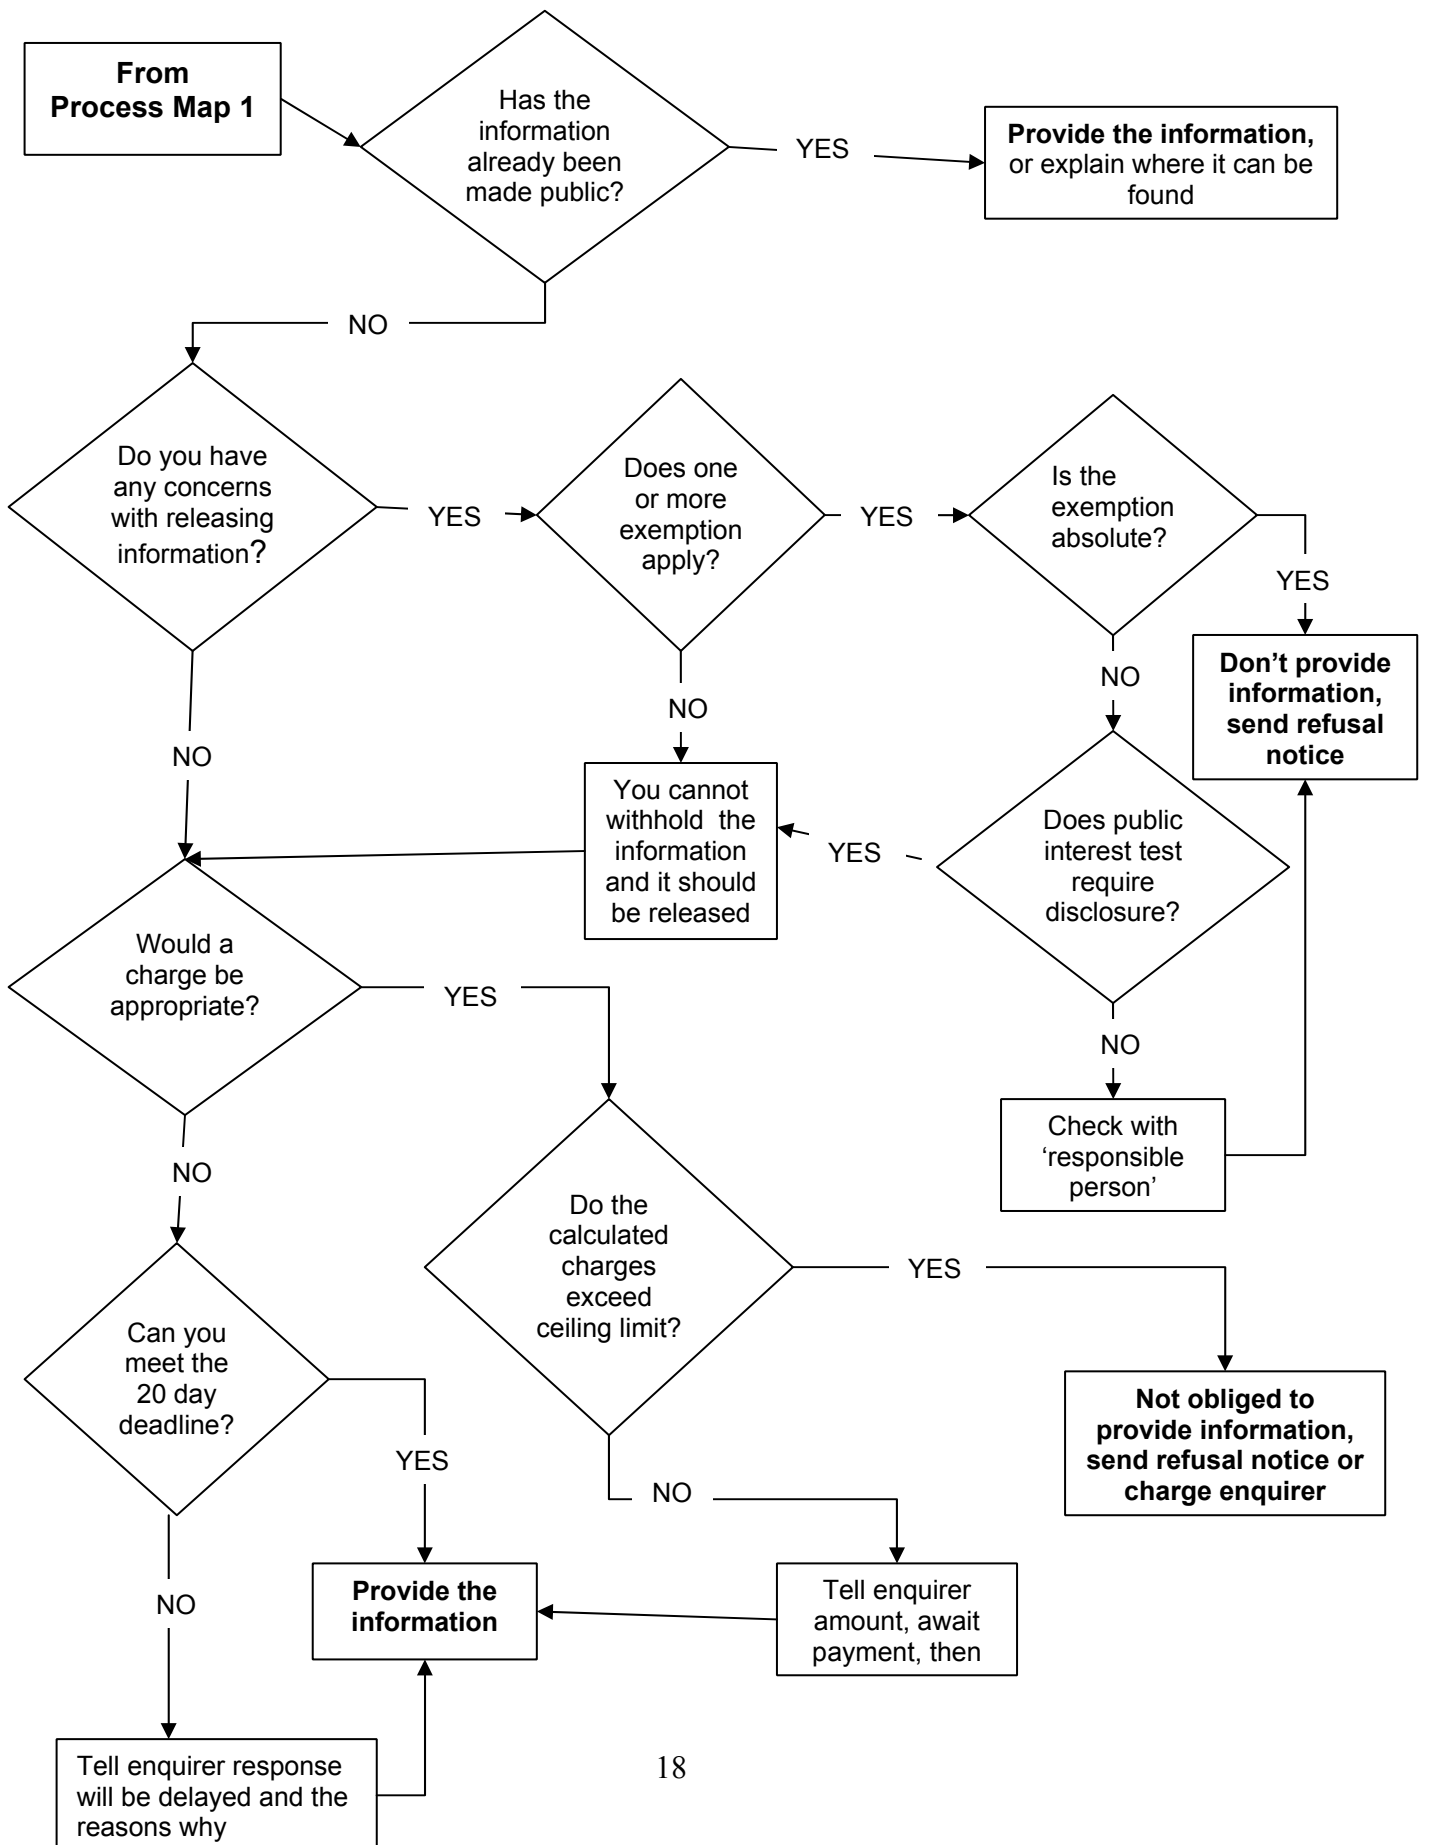 From
Process Map 1
Has the
information
already been
made public?
YES
Provide the information,
or explain where it can be
found
NO
Do you have
any concerns
with releasing
information?
YES
Does one
or more
exemption
apply?
YES
Is the
exemption
absolute?
YES
NO
Don’t provide
information,
send refusal
notice
NO
NO
You cannot
withhold  the
information
and it should
be released
YES
Does public
interest test
require
disclosure?
Would a
charge be
appropriate?
YES
NO
Check with
‘responsible
person’
NO
Do the
calculated
charges
exceed
ceiling limit?
YES
Can you
meet the
20 day
deadline?
Not obliged to
provide information,
send refusal notice or
charge enquirer
YES
NO
NO
Provide the
information
Tell enquirer
amount, await
payment, then
Tell enquirer response
will be delayed and the
reasons why
18